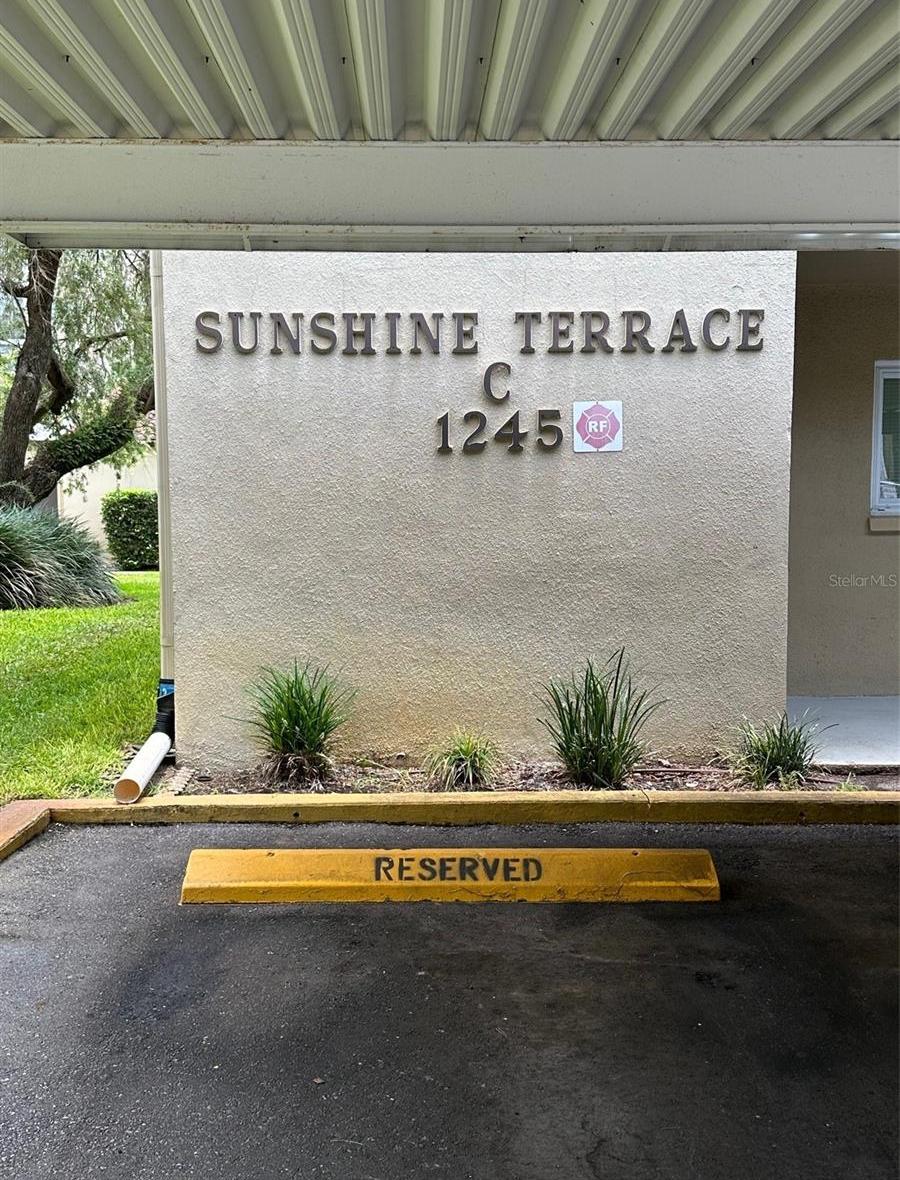 SUNSHINE TERRACE
C
1245
RF
StellarMLS
RESERVED